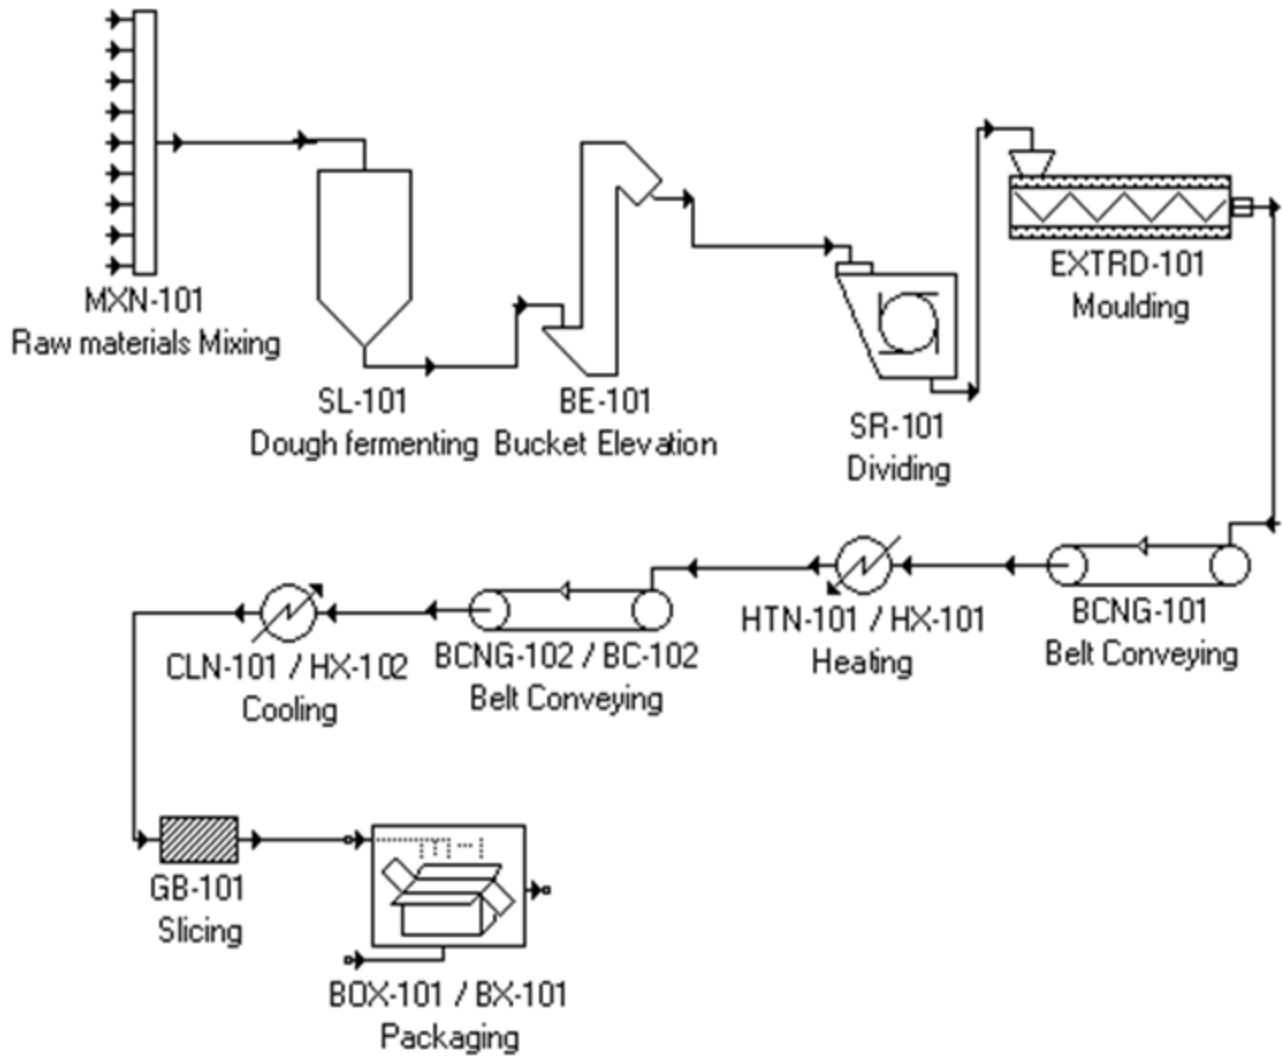 MXN-101
Raw materials Mixing
SL-101
Dough fermenting
BE-101
Bucket Elevation
SR-101
Dividing
EXTRD-101
Moulding
BCNG-101
Belt Conveying
HTN-101 / HX-101
Heating
BCNG-102 / BC-102
Belt Conveying
CLN-101 / HX-102
Cooling
GB-101
Slicing
BOX-101 / BX-101
Packaging